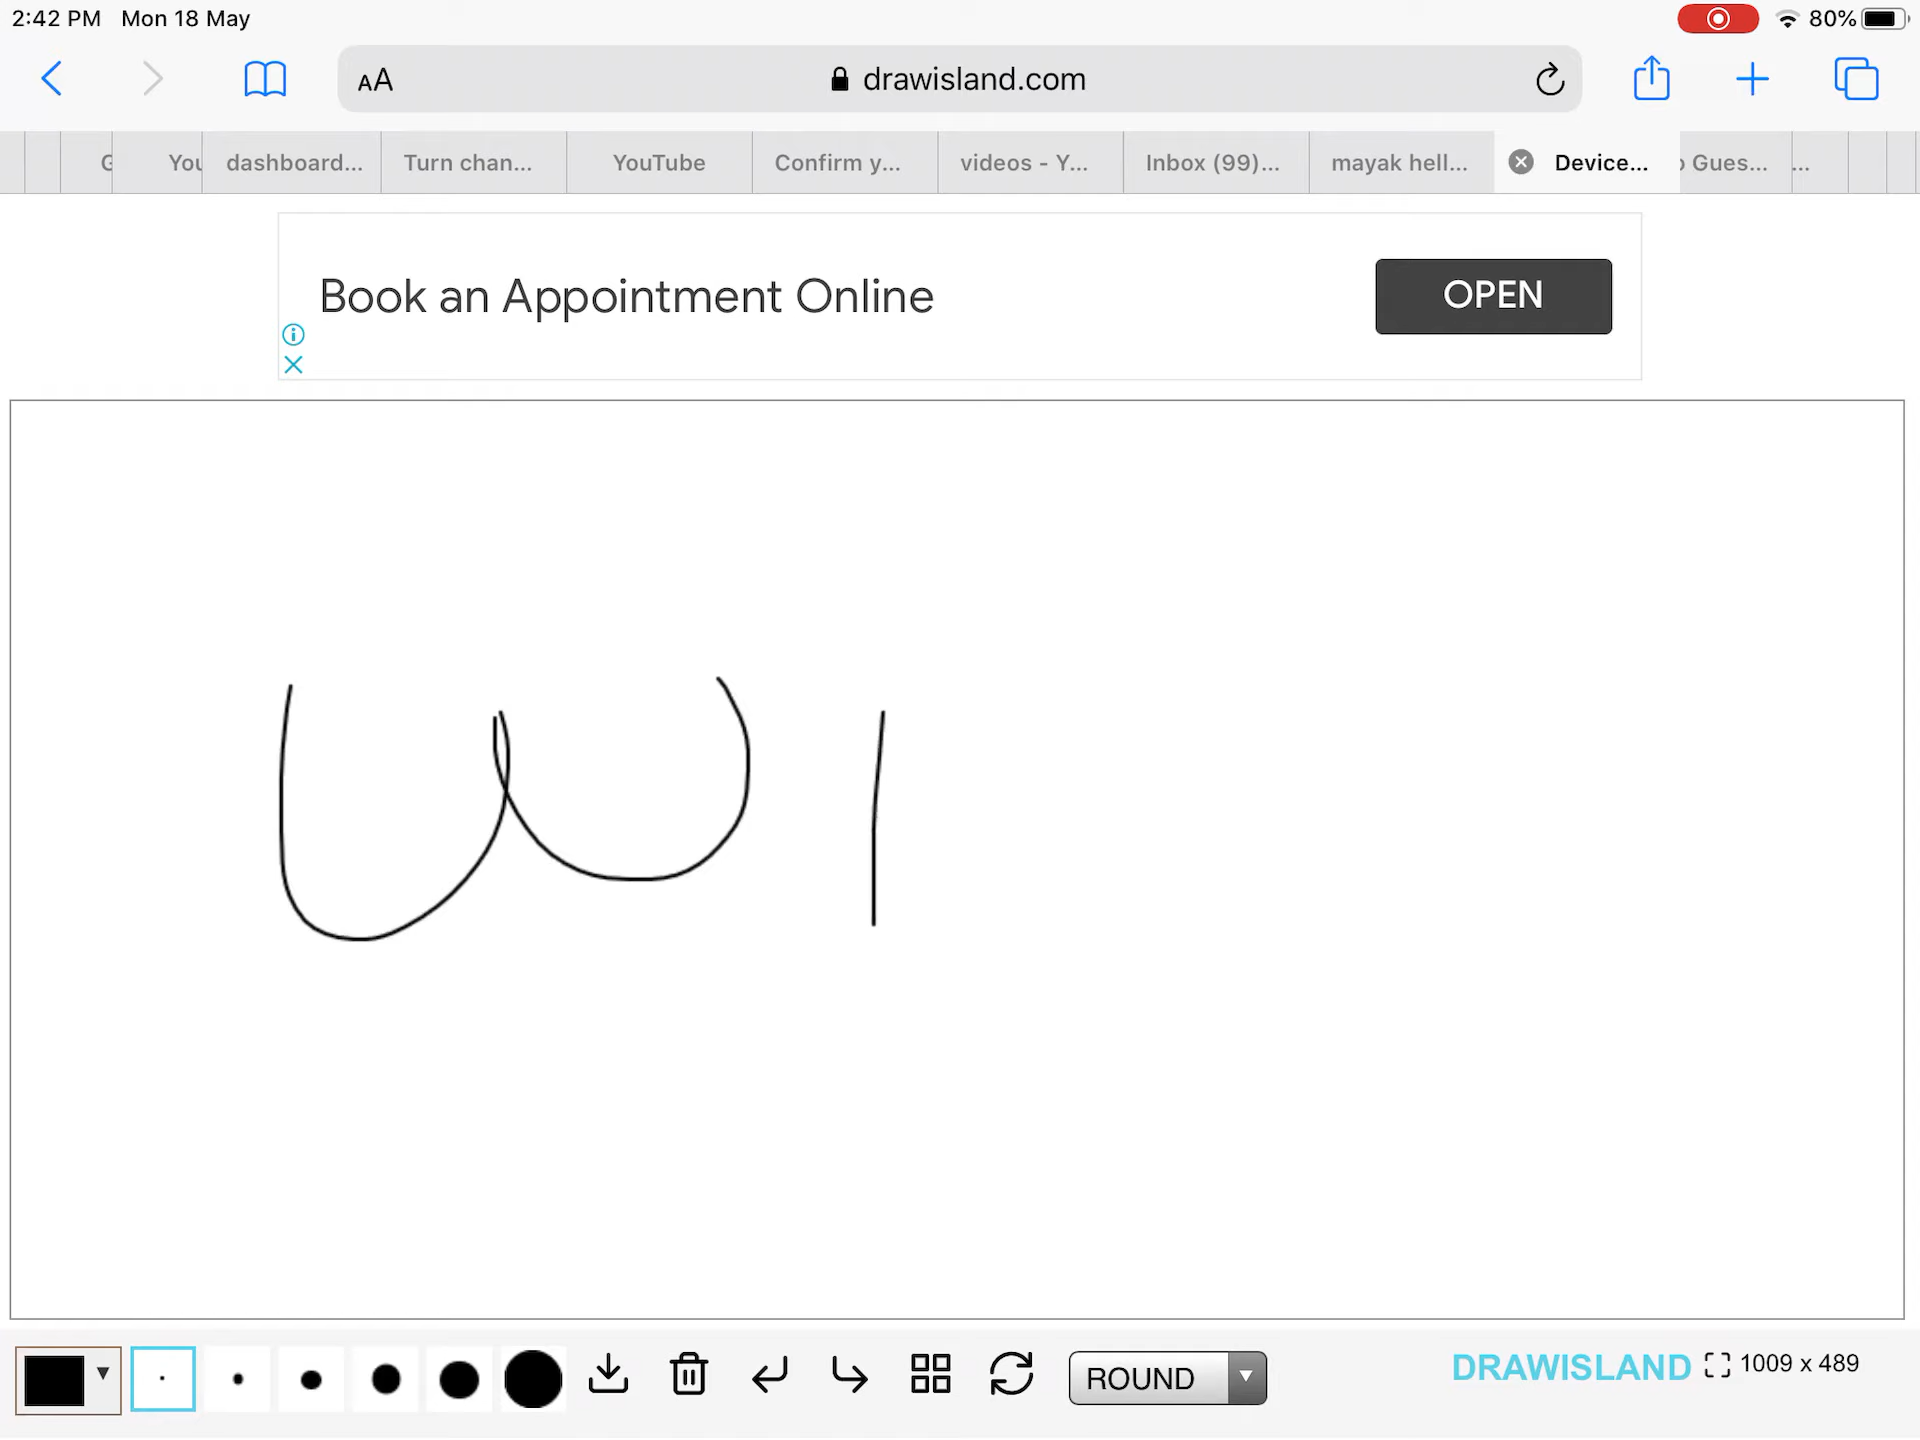 2:42 PM Mon 18 May 80%
AA drawisland.com
You dashboard... Turn chan... YouTube Confirm y... videos - Y... Inbox (99)... mayak hell... Device... Gues... ...
Book an Appointment Online OPEN
WI
ROUND DRAWISLAND 1009 x 489